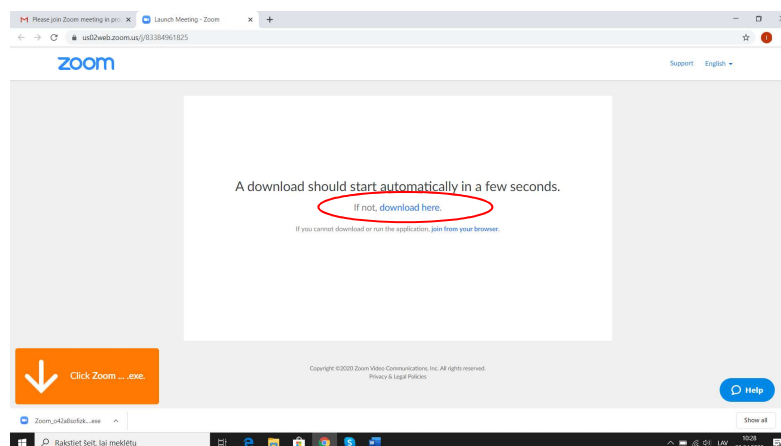 Please join Zoom meeting in pro
Launch Meeting - Zoom
us02web.zoom.us/j/83384961825
zoom
Support English
A download should start automatically in a few seconds.
If not, download here.
If you cannot download or run the application, join from your browser.
Click Zoom ... .exe.
Copyright ©2020 Zoom Video Communications, Inc. All rights reserved.
Privacy & Legal Policies
Help
Zoom_o42a8sofizk....exe
Show all
Rakstiet šeit, lai meklētu
LAV
10:28